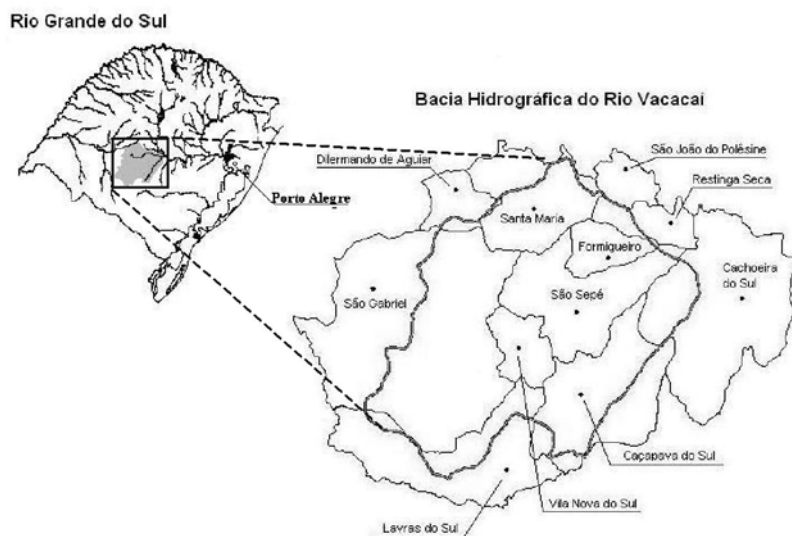 Rio Grande do Sul
Porto Alegre
Bacia Hidrográfica do Rio Vacacaí
São João do Polêsine
Dilermando de Aguiar
Restinga Seca
Santa Maria
Formigueiro
Cachoeira
do Sul
São Gabriel
São Sepé
Caçapava do Sul
Vila Nova do Sul
Lavras do Sul